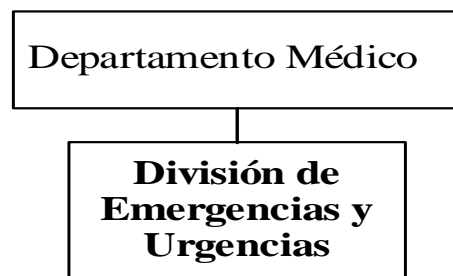 Departamento Médico
División de
Emergencias y
Urgencias